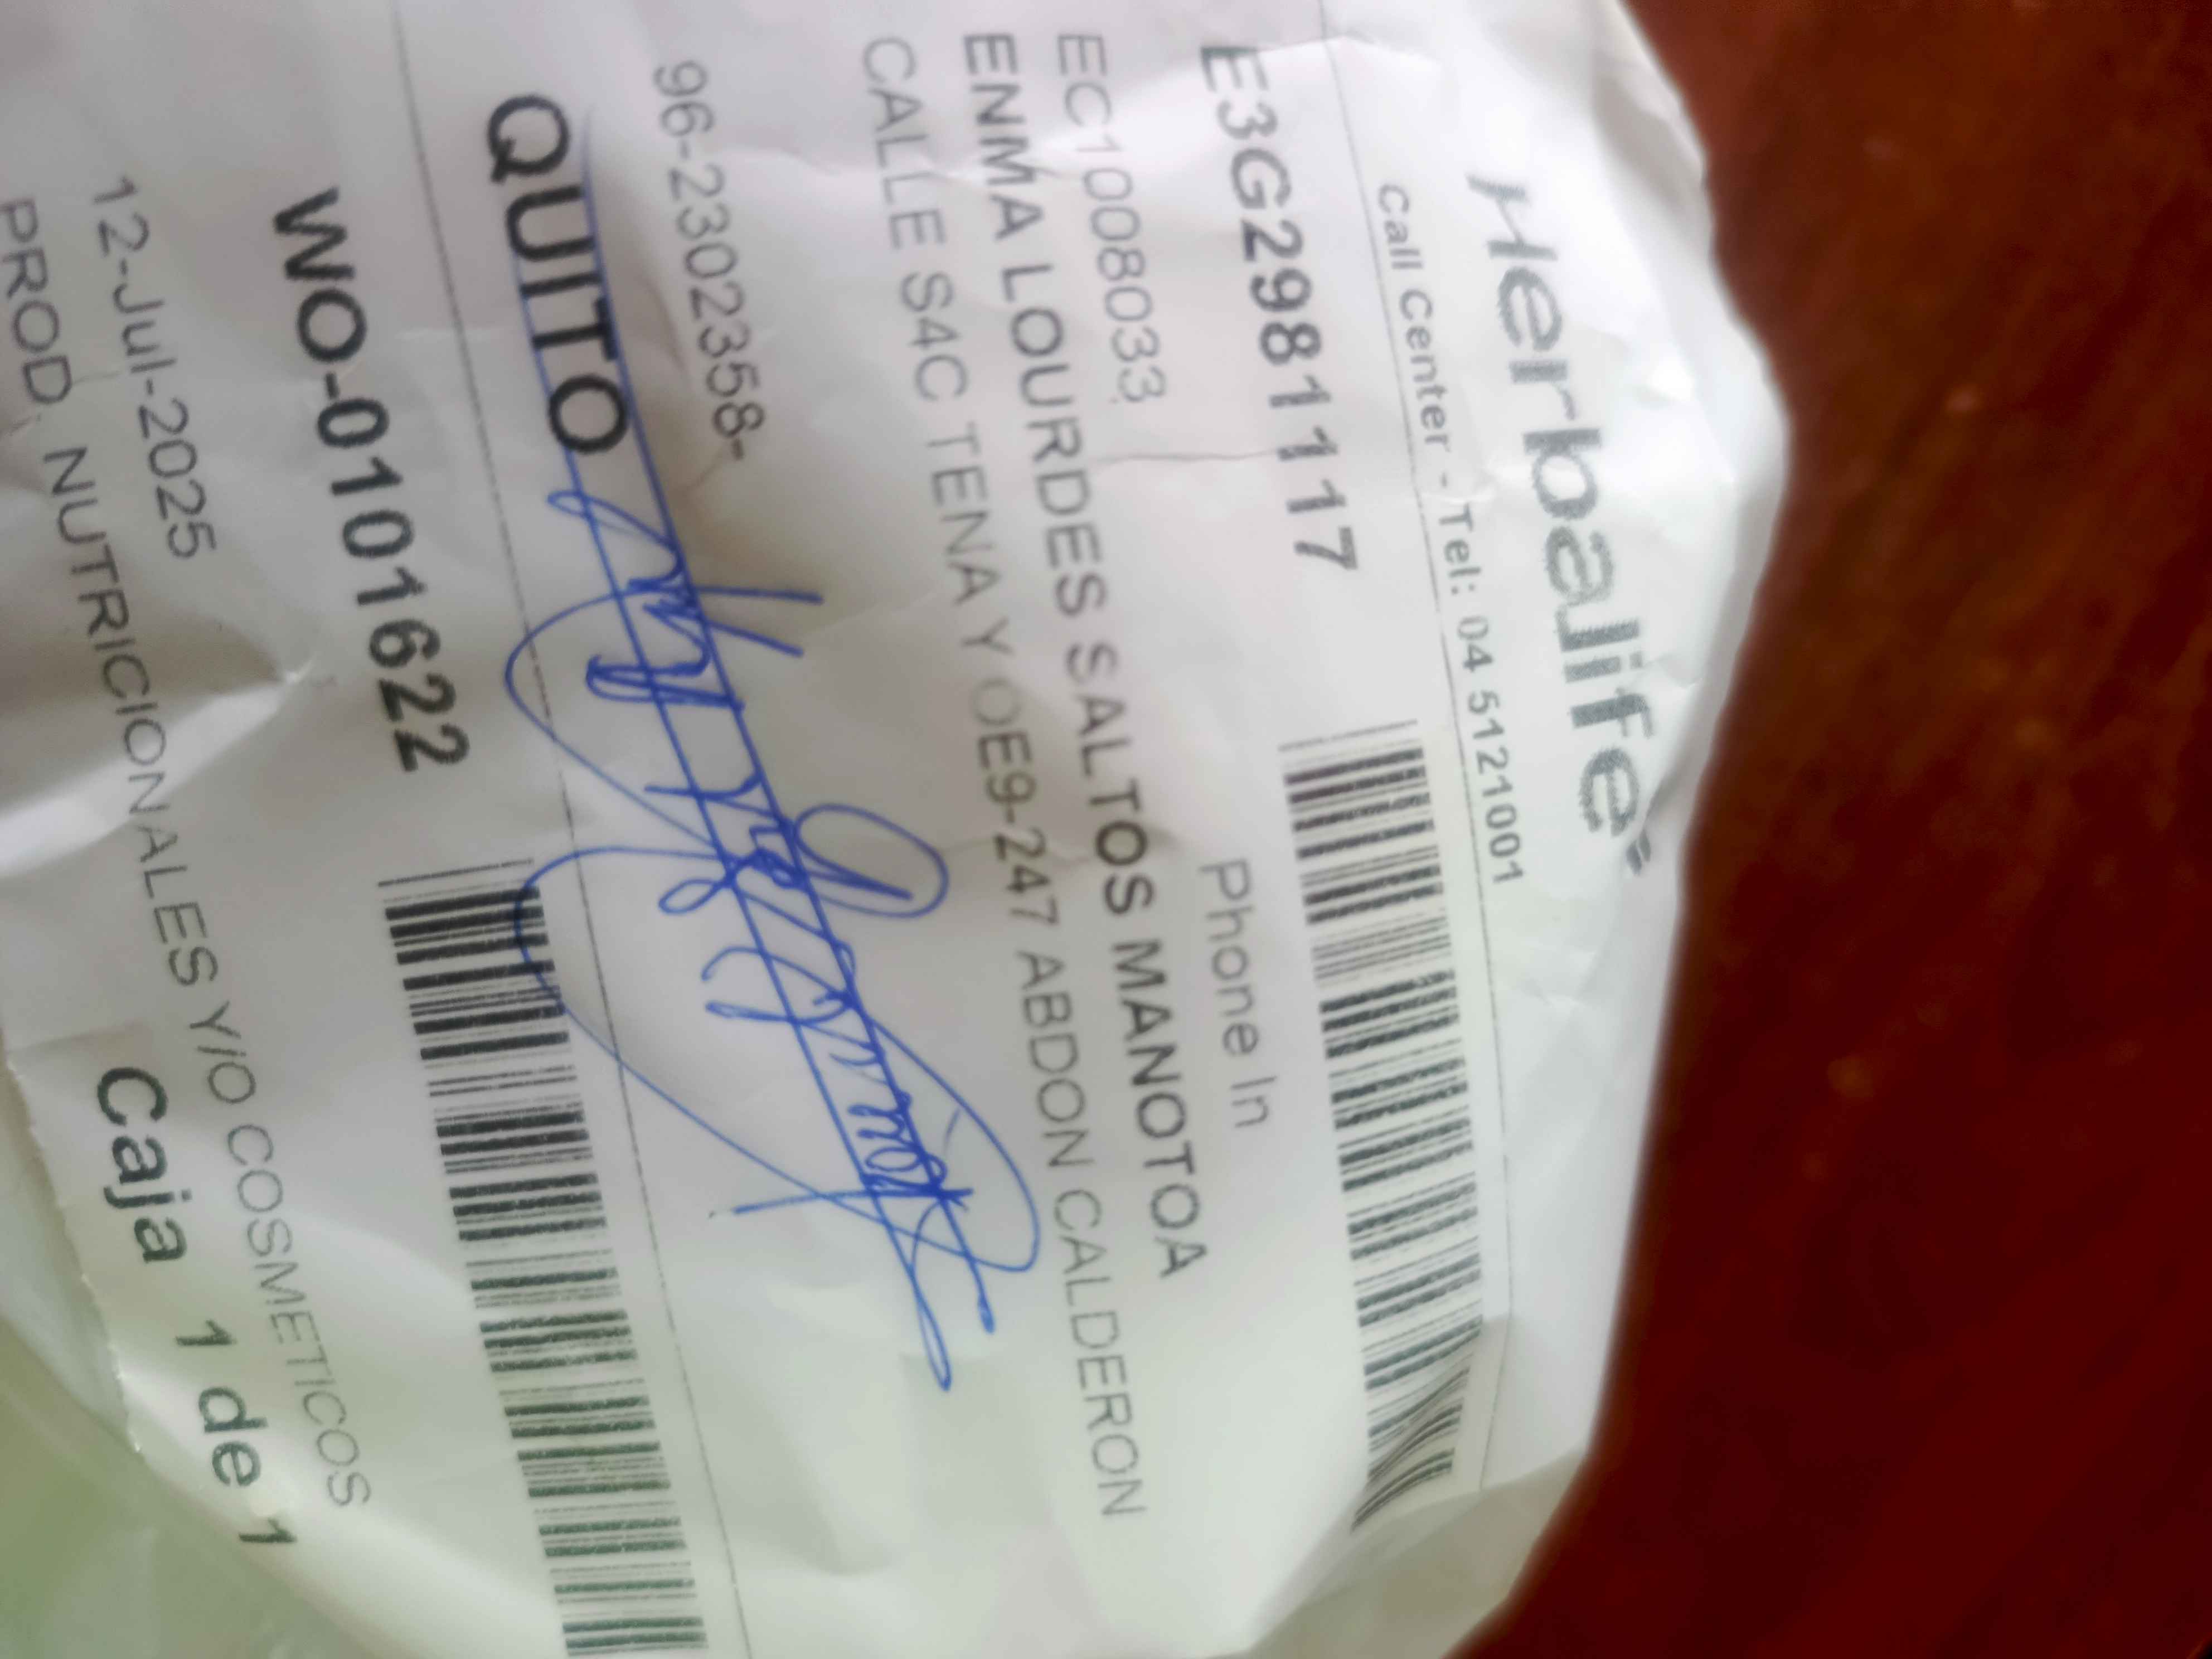 Herbalife
Call Center - Tel: 04 5121001
E3G2981117
Phone In
EC1008033
ENMA LOURDES SALTOS MANOTOA
CALLE S4C TENA Y OE9-247 ABDON CALDERON
96-2302358-
QUITO
WO-0101622
12-Jul-2025
Caja 1 de 1
PROD. NUTRICIONALES Y/O COSMETICOS